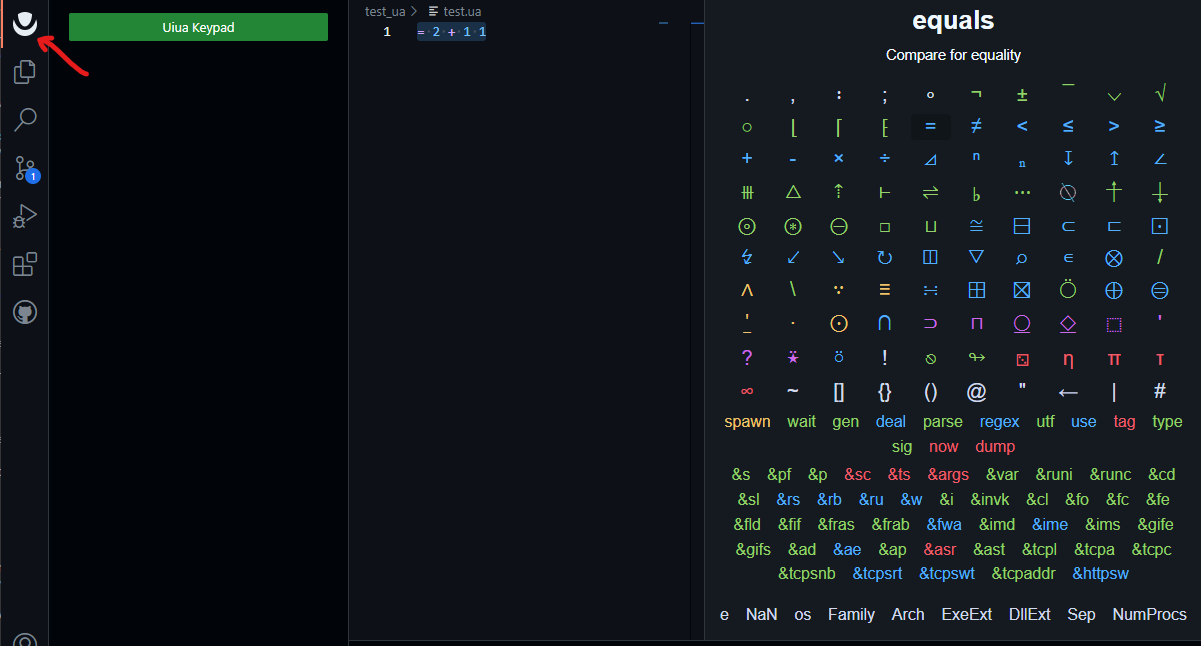 Uiua Keypad
test_ua > test.ua
1 = 2 + 1 1
equals
Compare for equality
. , : ; ∘ ¬ ± ¯ ⌵ √
○ ⌊ ⌈ ⁅ = ≠ < ≤ > ≥
+ - × ÷ ◿ ⁿ ₙ ↧ ↥ ∠
⧻ △ ⇡ ⊢ ⇌ ♭ ⋯ ⍉ ⍏ ⍖
⊚ ⊛ ⊝ □ ⊔ ≅ ⊟ ⊂ ⊏ ⊡
↯ ↙ ↘ ↻ ◫ ▽ ⌕ ∊ ⊗ /
∧ \ ∵ ≡ ∺ ⊞ ⊠ ⍥ ⊕ ⊜
⍘ · ⊙ ∩ ⊃ ⊓ ⍜ ⍚ ⬚ '
? ⍣ ⍤ ! ⎋ ↬ ⚂ η π τ
∞ ~ [] {} () @ " ← | #
spawn wait gen deal parse regex utf use tag type
sig now dump
&s &pf &p &sc &ts &args &var &runi &runc &cd
&sl &rs &rb &ru &w &i &invk &cl &fo &fc &fe
&fld &fif &fras &frab &fwa &imd &ime &ims &gife
&gifs &ad &ae &ap &asr &ast &tcpl &tcpa &tcpc
&tcpsnb &tcpsrt &tcpswt &tcpaddr &httpsw
e NaN os Family Arch ExeExt DllExt Sep NumProcs
1